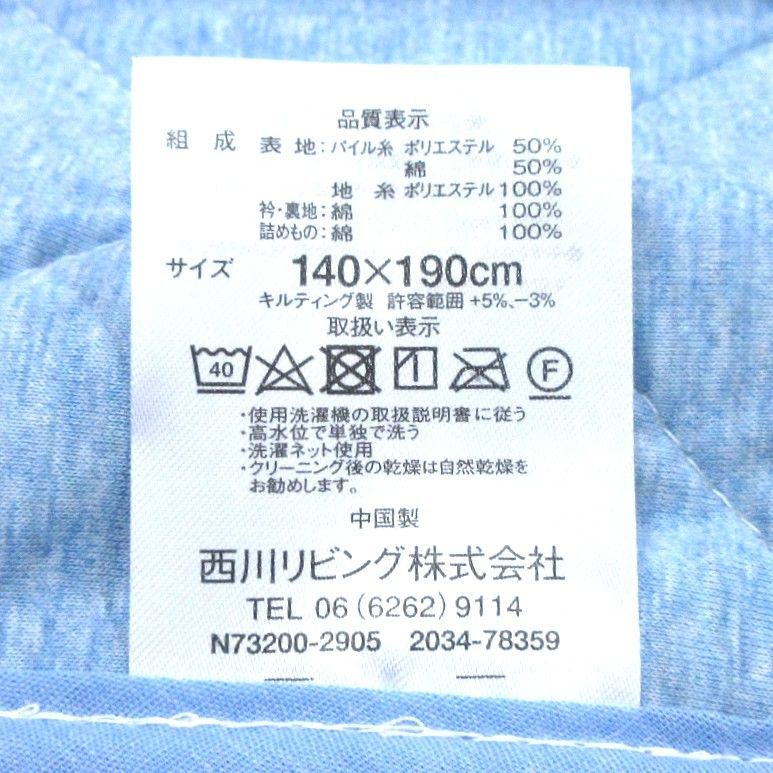 品質表示
組成 表地:パイル糸 ポリエステル 50%
綿 50%
地糸 ポリエステル 100%
衿・裏地:綿 100%
詰めもの:綿 100%
サイズ 140×190cm
キルティング製 許容範囲 +5%、-3%
取扱い表示
40 F
・使用洗濯機の取扱説明書に従う
・高水位で単独で洗う
・洗濯ネット使用
・クリーニング後の乾燥は自然乾燥を
お勧めします。
中国製
西川リビング株式会社
TEL 06(6262)9114
N73200-2905 2034-78359